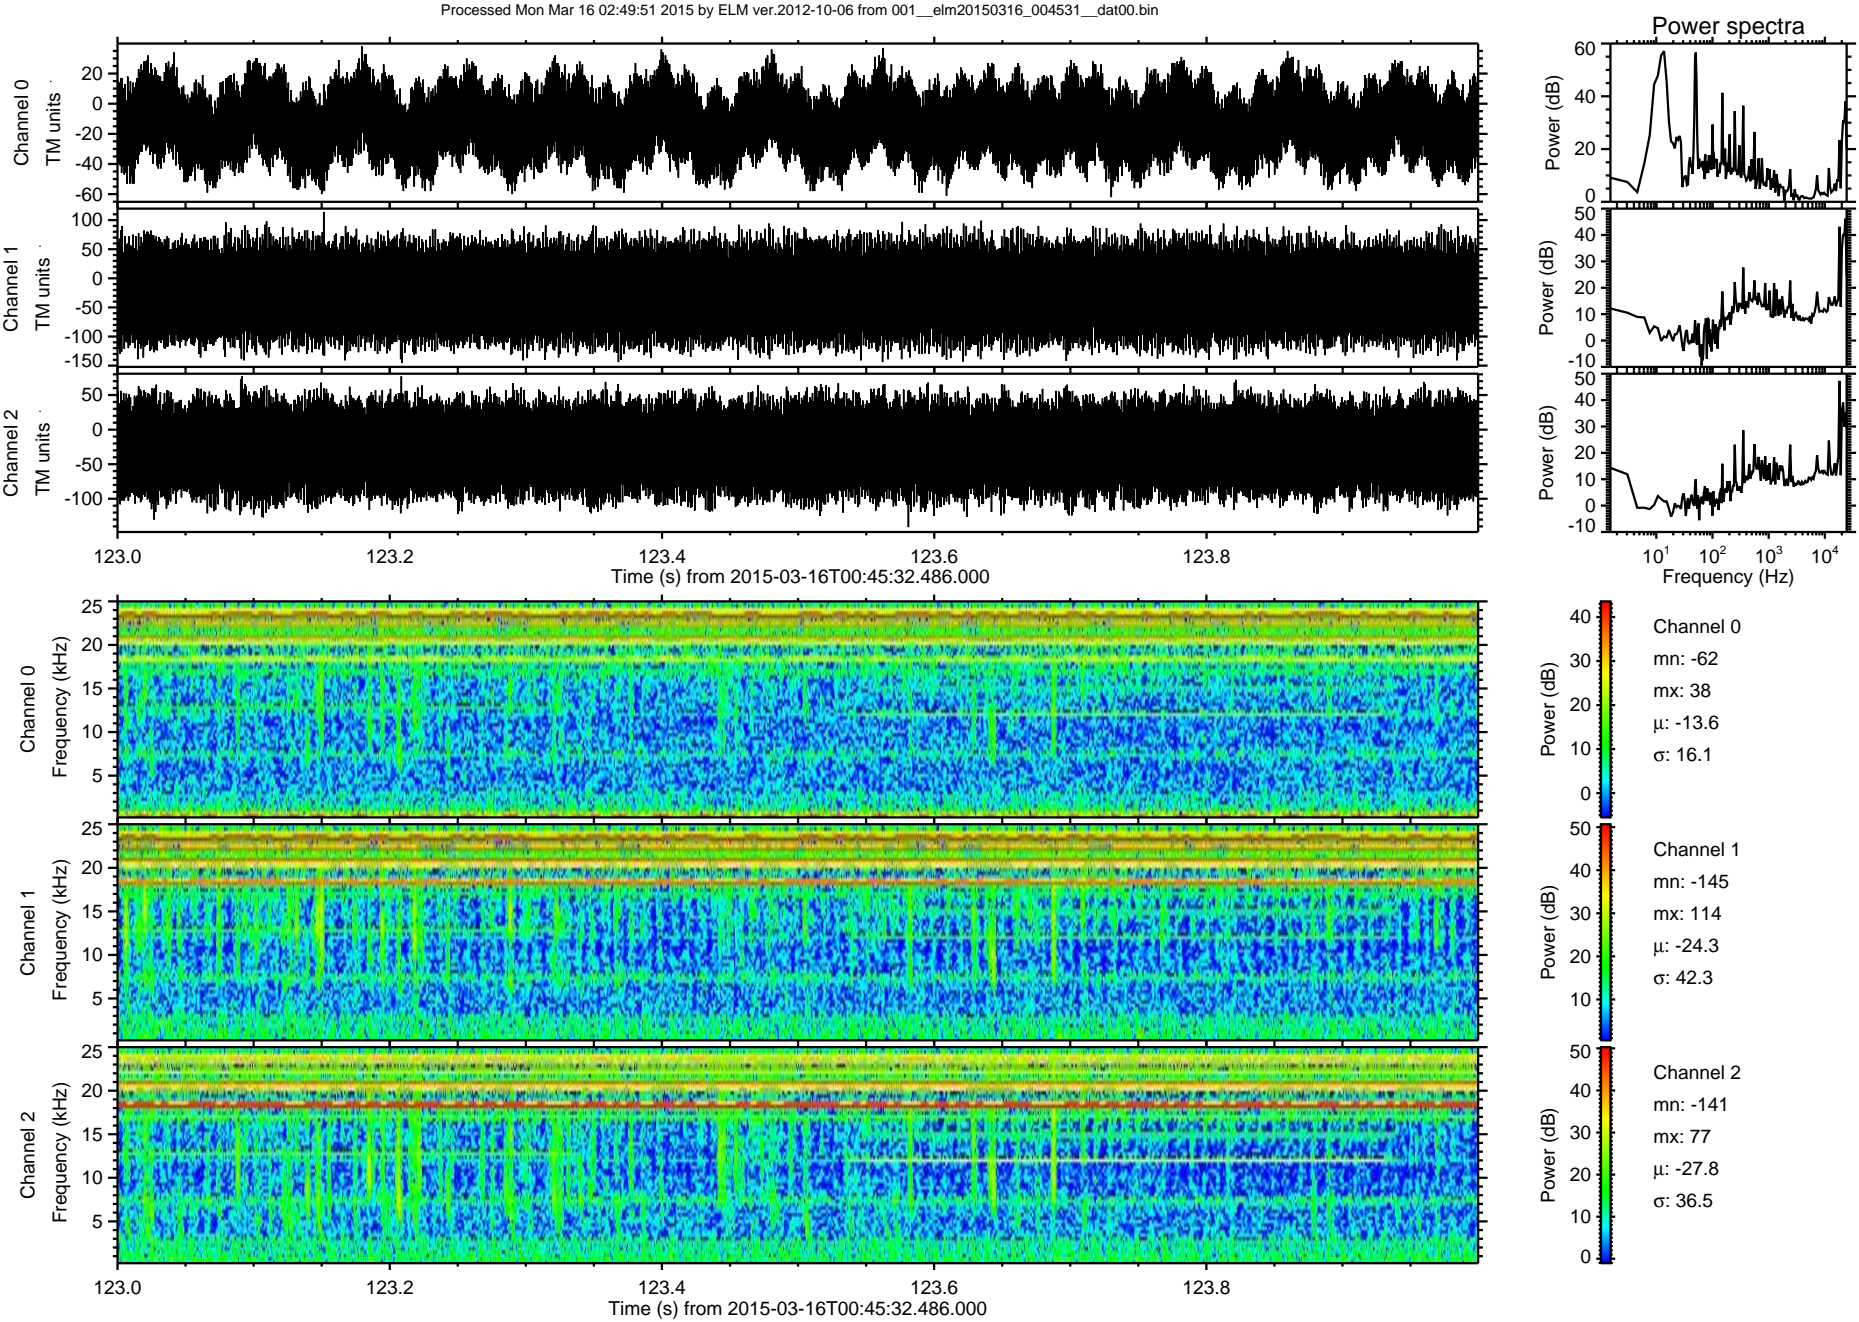 Processed Mon Mar 16 02:49:51 2015 by ELM ver.2012-10-06 from 001__elm20150316_004531__dat00.bin
Power spectra
Channel 0
TM units
20
0
-20
-40
-60
Power (dB)
60
40
20
0
Channel 1
TM units
100
50
0
-50
-100
-150
Power (dB)
50
40
30
20
10
0
-10
Channel 2
TM units
50
0
-50
-100
Power (dB)
50
40
30
20
10
0
-10
123.0 123.2 123.4 123.6 123.8
Time (s) from 2015-03-16T00:45:32.486.000
10¹ 10² 10³ 10⁴
Frequency (Hz)
Channel 0
Frequency (kHz)
25
20
15
10
5
Power (dB)
40
30
20
10
0
Channel 0
mn: -62
mx: 38
μ: -13.6
σ: 16.1
Channel 1
Frequency (kHz)
25
20
15
10
5
Power (dB)
50
40
30
20
10
Channel 1
mn: -145
mx: 114
μ: -24.3
σ: 42.3
Channel 2
Frequency (kHz)
25
20
15
10
5
Power (dB)
50
40
30
20
10
0
Channel 2
mn: -141
mx: 77
μ: -27.8
σ: 36.5
123.0 123.2 123.4 123.6 123.8
Time (s) from 2015-03-16T00:45:32.486.000